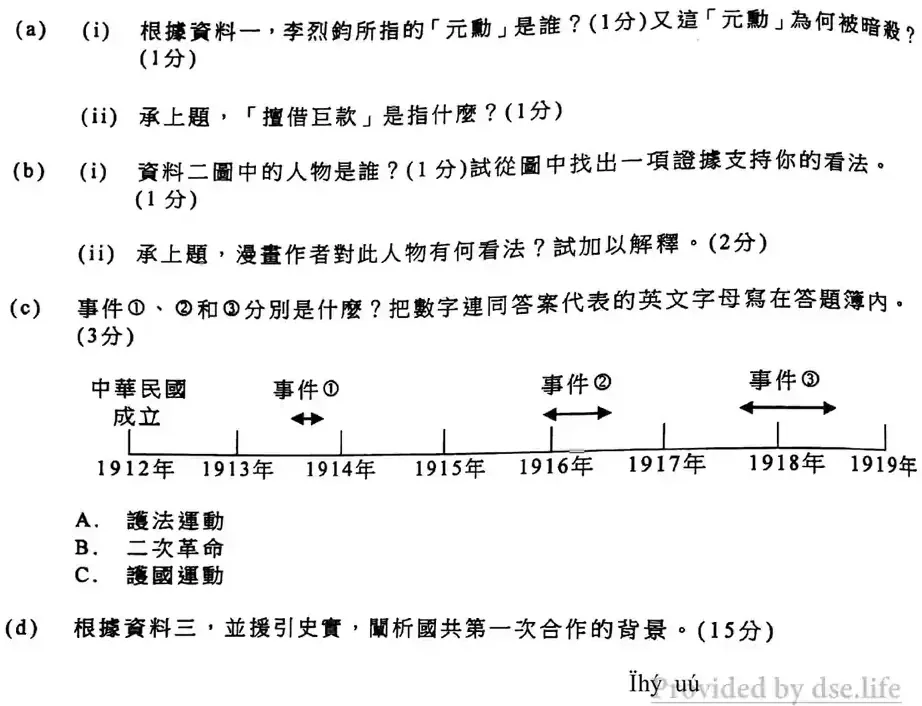 (a) (i) 根據資料一，李烈鈞所指的「元勳」是誰？(1分)又這「元勳」為何被暗殺？
(1分)
(ii) 承上題，「擅借巨款」是指什麼？(1分)
(b) (i) 資料二圖中的人物是誰？(1分)試從圖中找出一項證據支持你的看法。
(1分)
(ii) 承上題，漫畫作者對此人物有何看法？試加以解釋。(2分)
(c) 事件①、②和③分別是什麼？把數字連同答案代表的英文字母寫在答題簿內。
(3分)
中華民國 事件① 事件② 事件③
成立
1912年 1913年 1914年 1915年 1916年 1917年 1918年 1919年
A. 護法運動
B. 二次革命
C. 護國運動
(d) 根據資料三，並援引史實，闡析國共第一次合作的背景。(15分)
Ïhý uú
Provided by dse.life